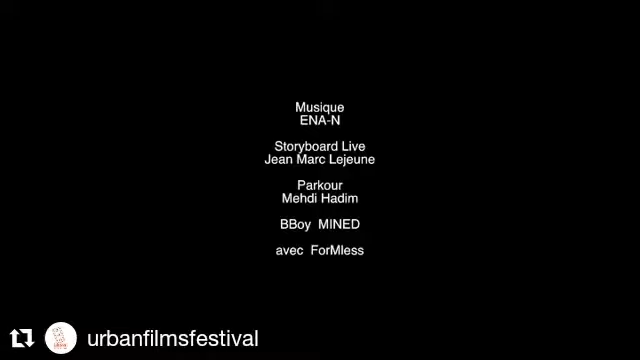 Musique
ENA-N
Storyboard Live
Jean Marc Lejeune
Parkour
Mehdi Hadim
BBoy MINED
avec ForMless
urbanfilmsfestival